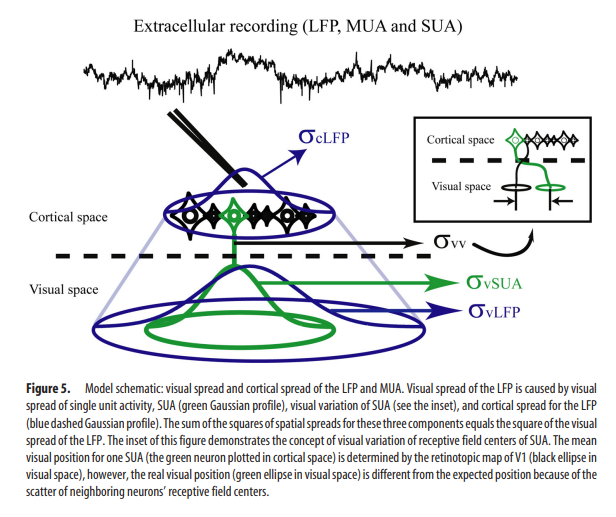 Extracellular recording (LFP, MUA and SUA)
σcLFP
Cortical space
Visual space
Cortical space
σvv
Visual space
σvSUA
σvLFP
Figure 5. Model schematic: visual spread and cortical spread of the LFP and MUA. Visual spread of the LFP is caused by visual
spread of single unit activity, SUA (green Gaussian profile), visual variation of SUA (see the inset), and cortical spread for the LFP
(blue dashed Gaussian profile). The sum of the squares of spatial spreads for these three components equals the square of the visual
spread of the LFP. The inset of this figure demonstrates the concept of visual variation of receptive field centers of SUA. The mean
visual position for one SUA (the green neuron plotted in cortical space) is determined by the retinotopic map of V1 (black ellipse in
visual space), however, the real visual position (green ellipse in visual space) is different from the expected position because of the
scatter of neighboring neurons' receptive field centers.